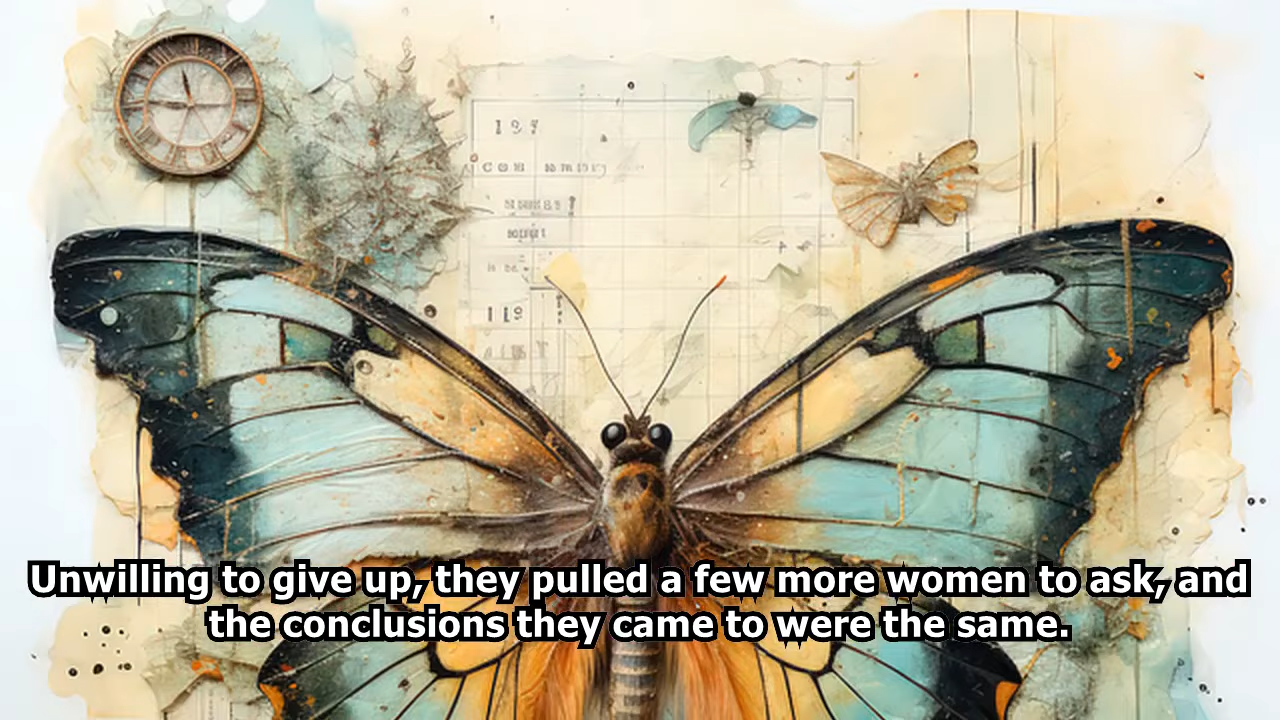 Unwilling to give up, they pulled a few more women to ask, and
the conclusions they came to were the same.